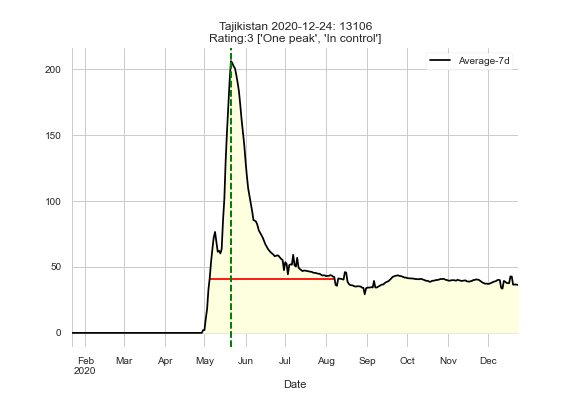 Tajikistan 2020-12-24: 13106
Rating:3 ['One peak', 'In control']
Average-7d
200
150
100
50
0
Feb Mar Apr May Jun Jul Aug Sep Oct Nov Dec
2020
Date